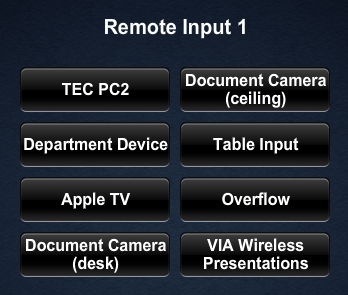 Remote Input 1
TEC PC2
Document Camera
(ceiling)
Department Device
Table Input
Apple TV
Overflow
Document Camera
(desk)
VIA Wireless
Presentations